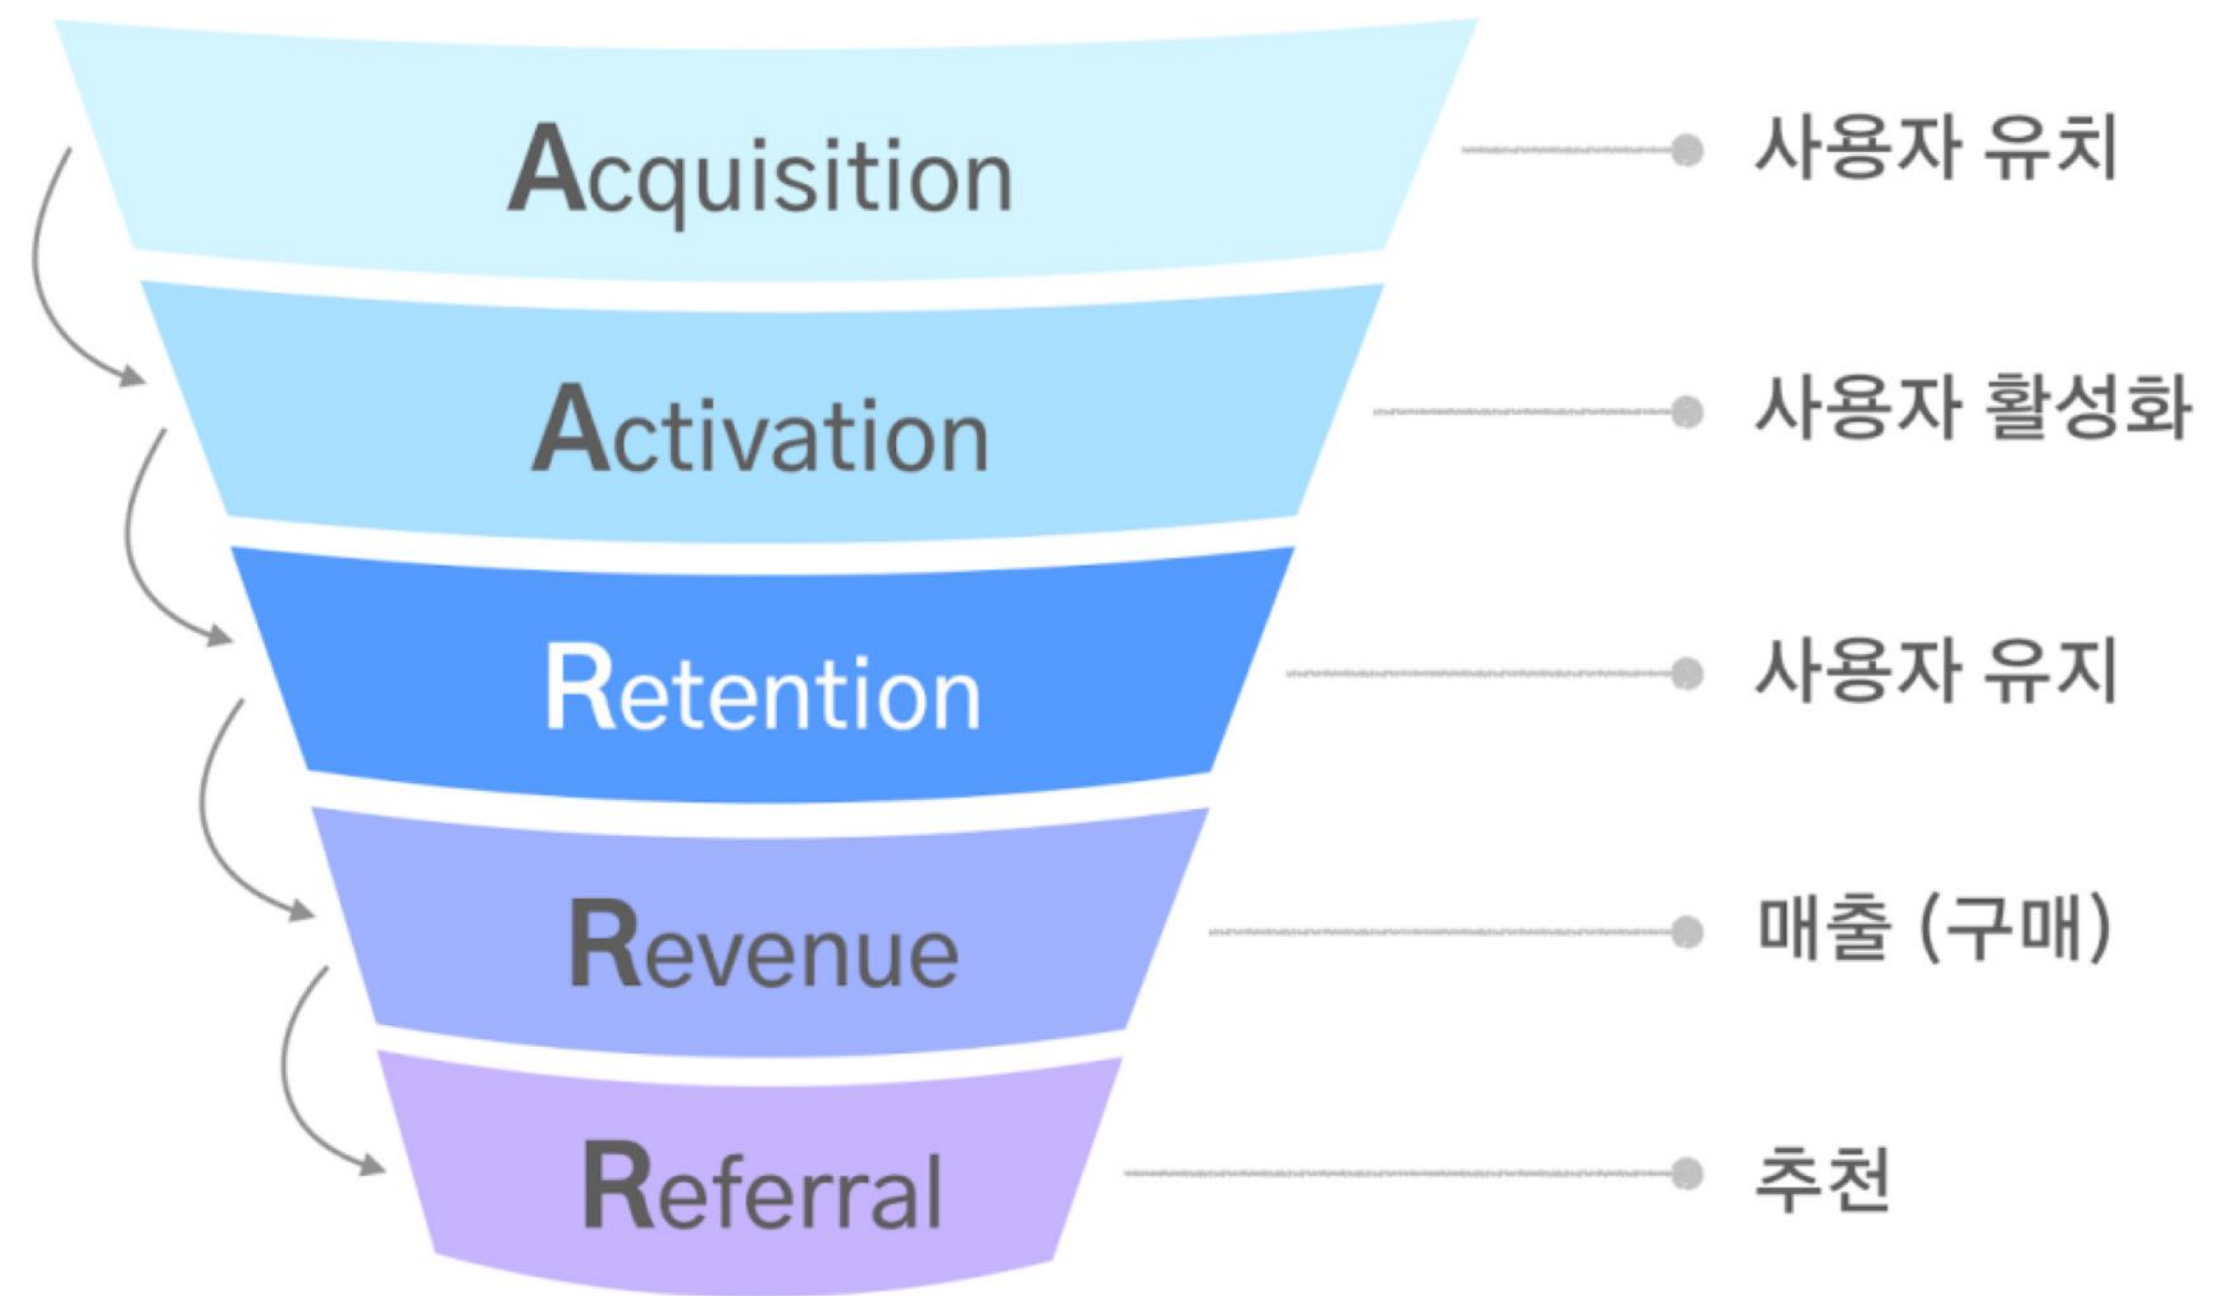 Acquisition
사용자 유치
Activation
사용자 활성화
Retention
사용자 유지
Revenue
매출 (구매)
Referral
추천